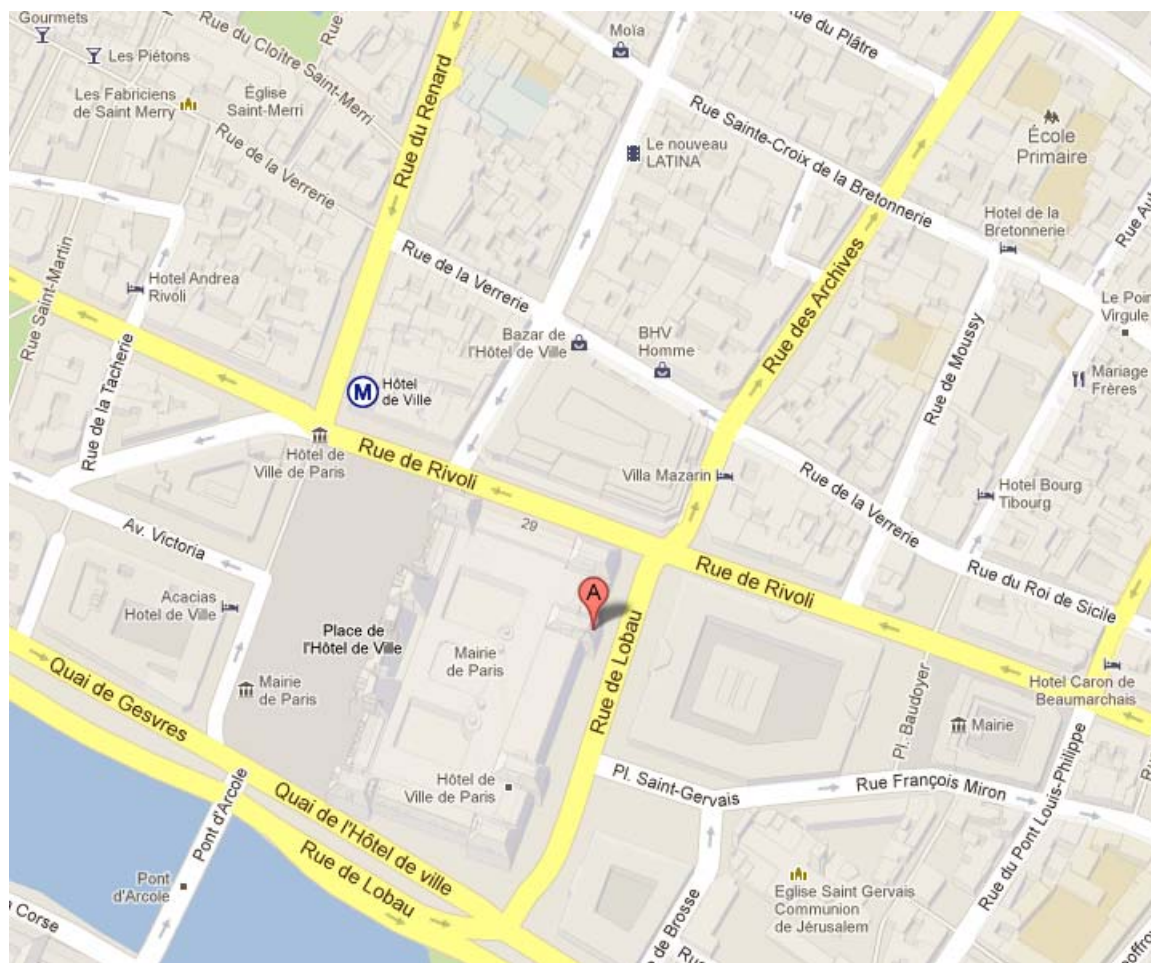 Gourmets
Les Piétons
Rue du Cloître Saint-Merri
Rue
Les Fabriciens
de Saint Merry
Église
Saint-Merri
Rue de la Verrerie
Rue du Renard
Moïa
Rue du Plâtre
Rue Sainte-Croix de la Bretonnerie
Le nouveau
LATINA
École
Primaire
Hotel de la
Bretonnerie
Rue
Rue Saint-Martin
Hotel Andrea
Rivoli
Rue de la Verrerie
Rue des Archives
Le
Virgule
Bazar de
l'Hôtel de Ville
BHV
Homme
Rue de Moussy
Mariage
Frères
Rue de la Tacherie
M
Hôtel
de Ville
Hôtel de
Ville de Paris
Rue de Rivoli
Villa Mazarin
Rue de la Verrerie
Hotel Bourg
Tibourg
29
Av. Victoria
Rue de Rivoli
Rue du Roi de Sicile
Acacias
Hotel de Ville
A
Place de
l'Hôtel de Ville
Mairie
de Paris
Rue de Lobau
Hotel Caron de
Beaumarchais
Quai de Gesvres
Mairie
de Paris
Pl. Baudoyer
Mairie
Pl. Saint-Gervais
Rue François Miron
Rue du Pont Louis-Philippe
Hôtel de
Ville de Paris
Pont d'Arcole
Quai de l'Hôtel de ville
Rue de Lobau
Pont
d'Arcole
Corse
Eglise Saint Gervais
Communion
de Jérusalem
de Brosse
Rue